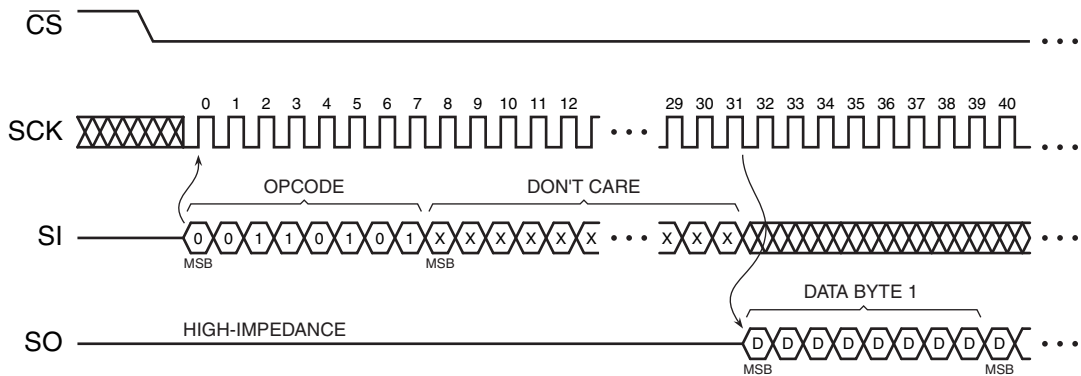 CS
0 1 2 3 4 5 6 7 8 9 10 11 12 29 30 31 32 33 34 35 36 37 38 39 40
SCK
OPCODE DON'T CARE
SI 0 0 1 1 0 1 0 1 X X X X X X X X X
MSB MSB
DATA BYTE 1
HIGH-IMPEDANCE
SO D D D D D D D D D
MSB MSB